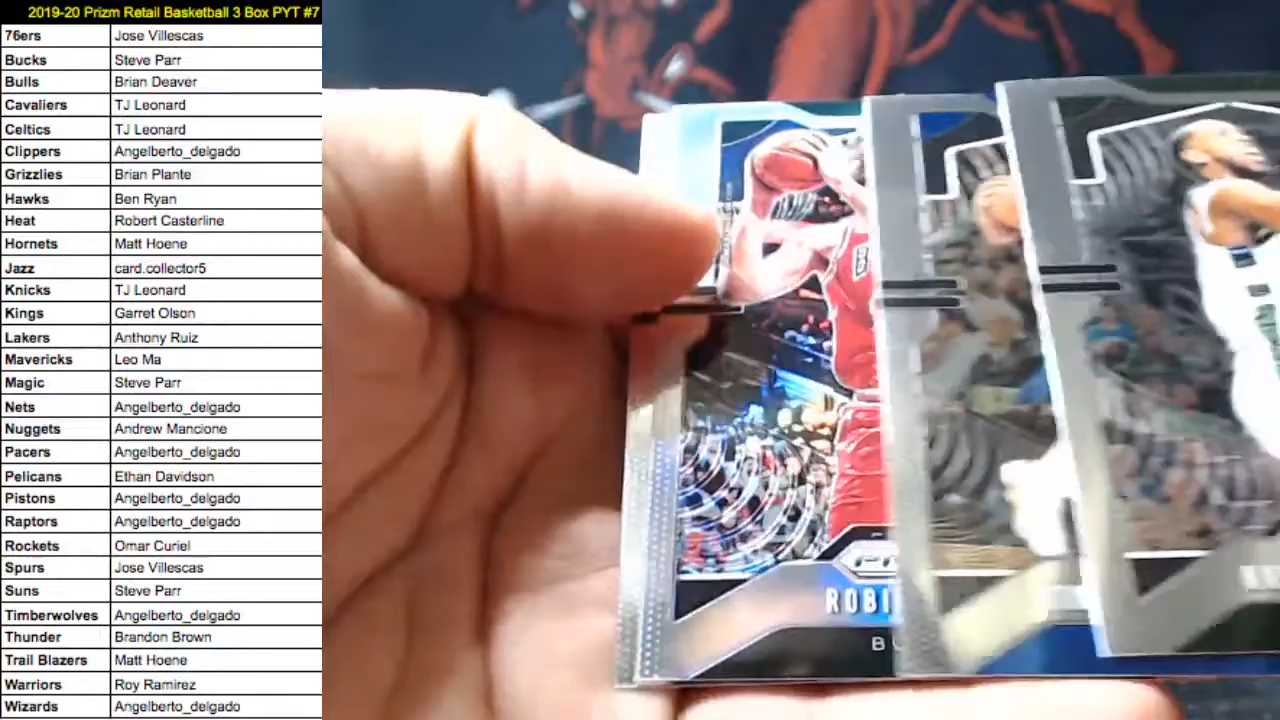 2019-20 Prizm Retail Basketball 3 Box PYT #7
76ers Jose Villescas
Bucks Steve Parr
Bulls Brian Deaver
Cavaliers TJ Leonard
Celtics TJ Leonard
Clippers Angelberto_delgado
Grizzlies Brian Plante
Hawks Ben Ryan
Heat Robert Casterline
Hornets Matt Hoene
Jazz card.collector5
Knicks TJ Leonard
Kings Garret Olson
Lakers Anthony Ruiz
Mavericks Leo Ma
Magic Steve Parr
Nets Angelberto_delgado
Nuggets Andrew Mancione
Pacers Angelberto_delgado
Pelicans Ethan Davidson
Pistons Angelberto_delgado
Raptors Angelberto_delgado
Rockets Omar Curiel
Spurs Jose Villescas
Suns Steve Parr
Timberwolves Angelberto_delgado
Thunder Brandon Brown
Trail Blazers Matt Hoene
Warriors Roy Ramirez
Wizards Angelberto_delgado
ROBI